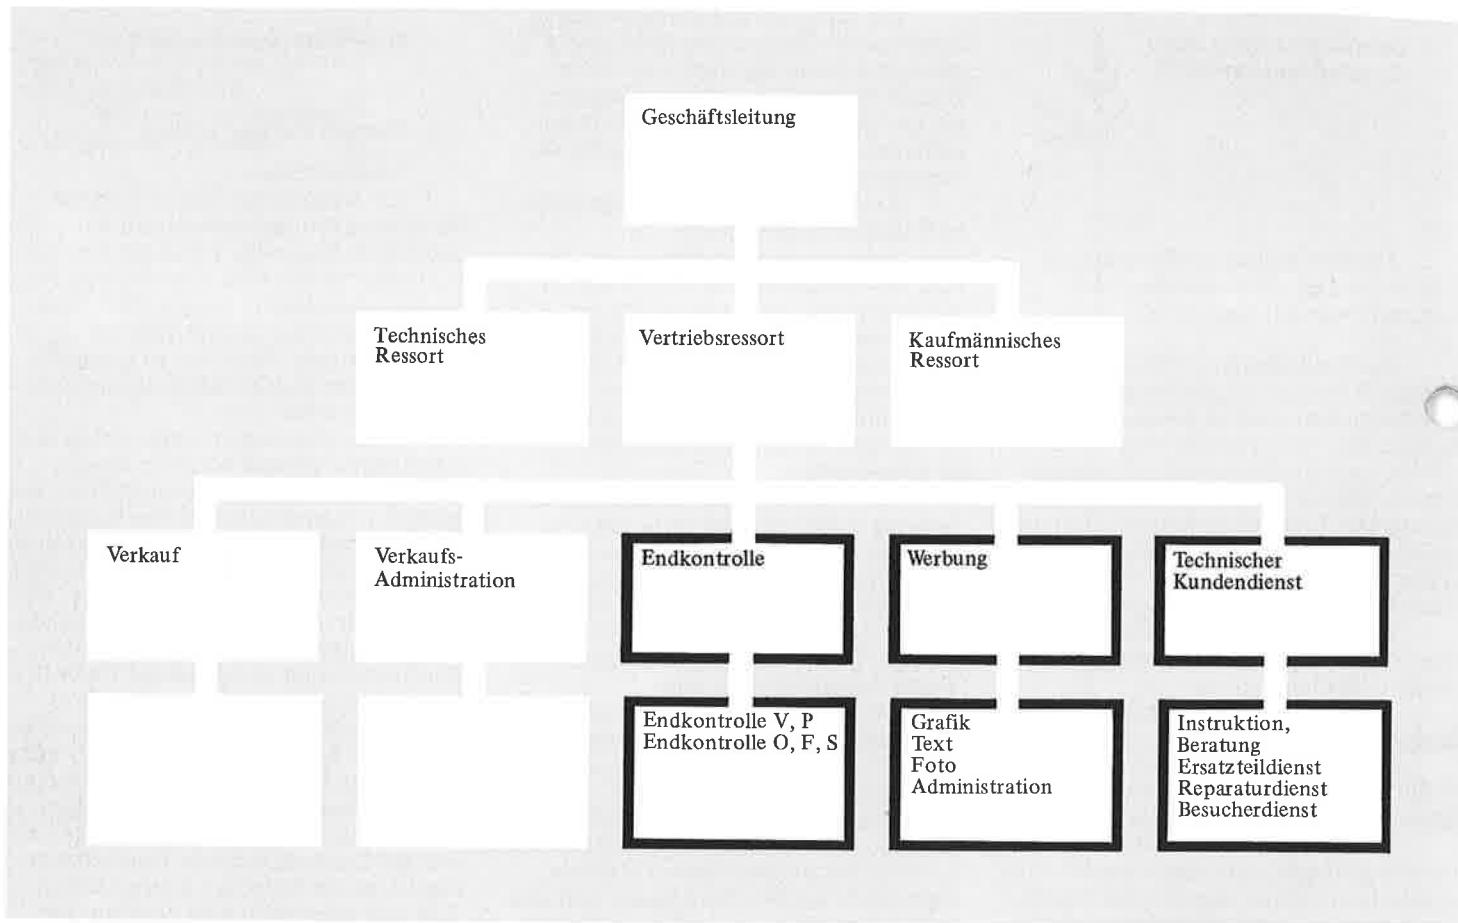 Geschäftsleitung
Technisches
Ressort
Vertriebsressort
Kaufmännisches
Ressort
Verkauf
Verkaufs-
Administration
Endkontrolle
Werbung
Technischer
Kundendienst
Endkontrolle V, P
Endkontrolle O, F, S
Grafik
Text
Foto
Administration
Instruktion,
Beratung
Ersatzteildienst
Reparaturdienst
Besucherdienst